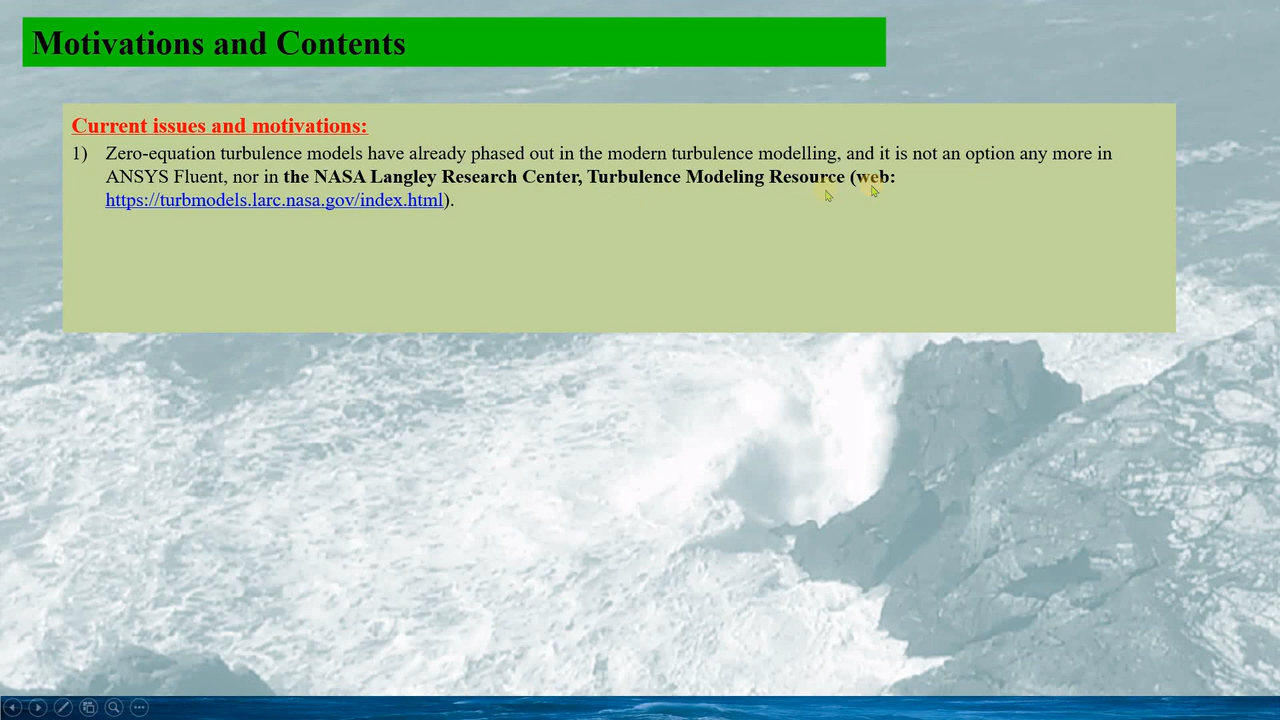 Motivations and Contents
Current issues and motivations:
1) Zero-equation turbulence models have already phased out in the modern turbulence modelling, and it is not an option any more in
ANSYS Fluent, nor in the NASA Langley Research Center, Turbulence Modeling Resource (web:
https://turbmodels.larc.nasa.gov/index.html).